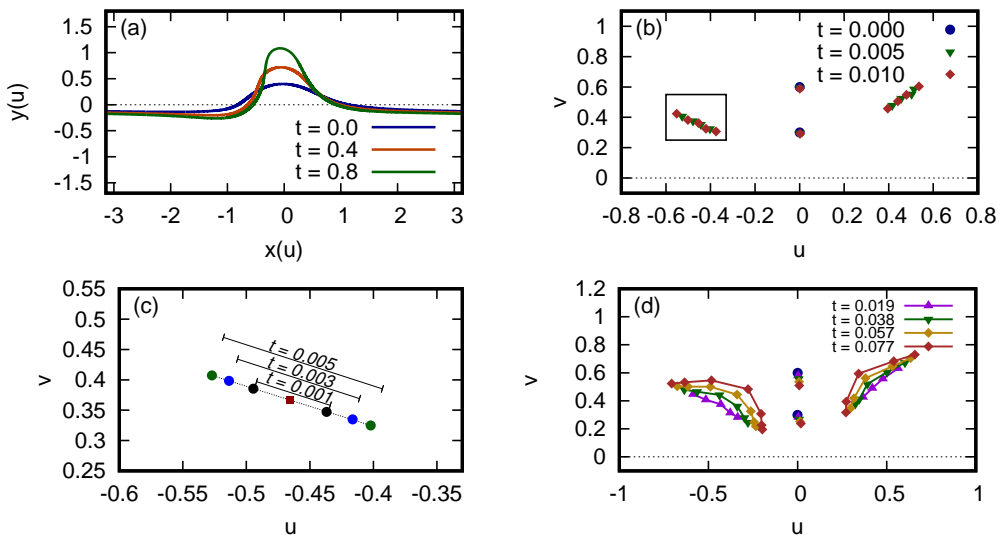 (a)
y(u)
1.5
1
0.5
0
-0.5
-1
-1.5
t = 0.0
t = 0.4
t = 0.8
-3 -2 -1 0 1 2 3
x(u)
(b)
v
1
0.8
0.6
0.4
0.2
0
t = 0.000
t = 0.005
t = 0.010
-0.8 -0.6 -0.4 -0.2 0 0.2 0.4 0.6 0.8
u
(c)
v
0.55
0.5
0.45
0.4
0.35
0.3
0.25
t = 0.005
t = 0.003
t = 0.001
-0.6 -0.55 -0.5 -0.45 -0.4 -0.35
u
(d)
v
1.2
1
0.8
0.6
0.4
0.2
0
t = 0.019
t = 0.038
t = 0.057
t = 0.077
-1 -0.5 0 0.5 1
u